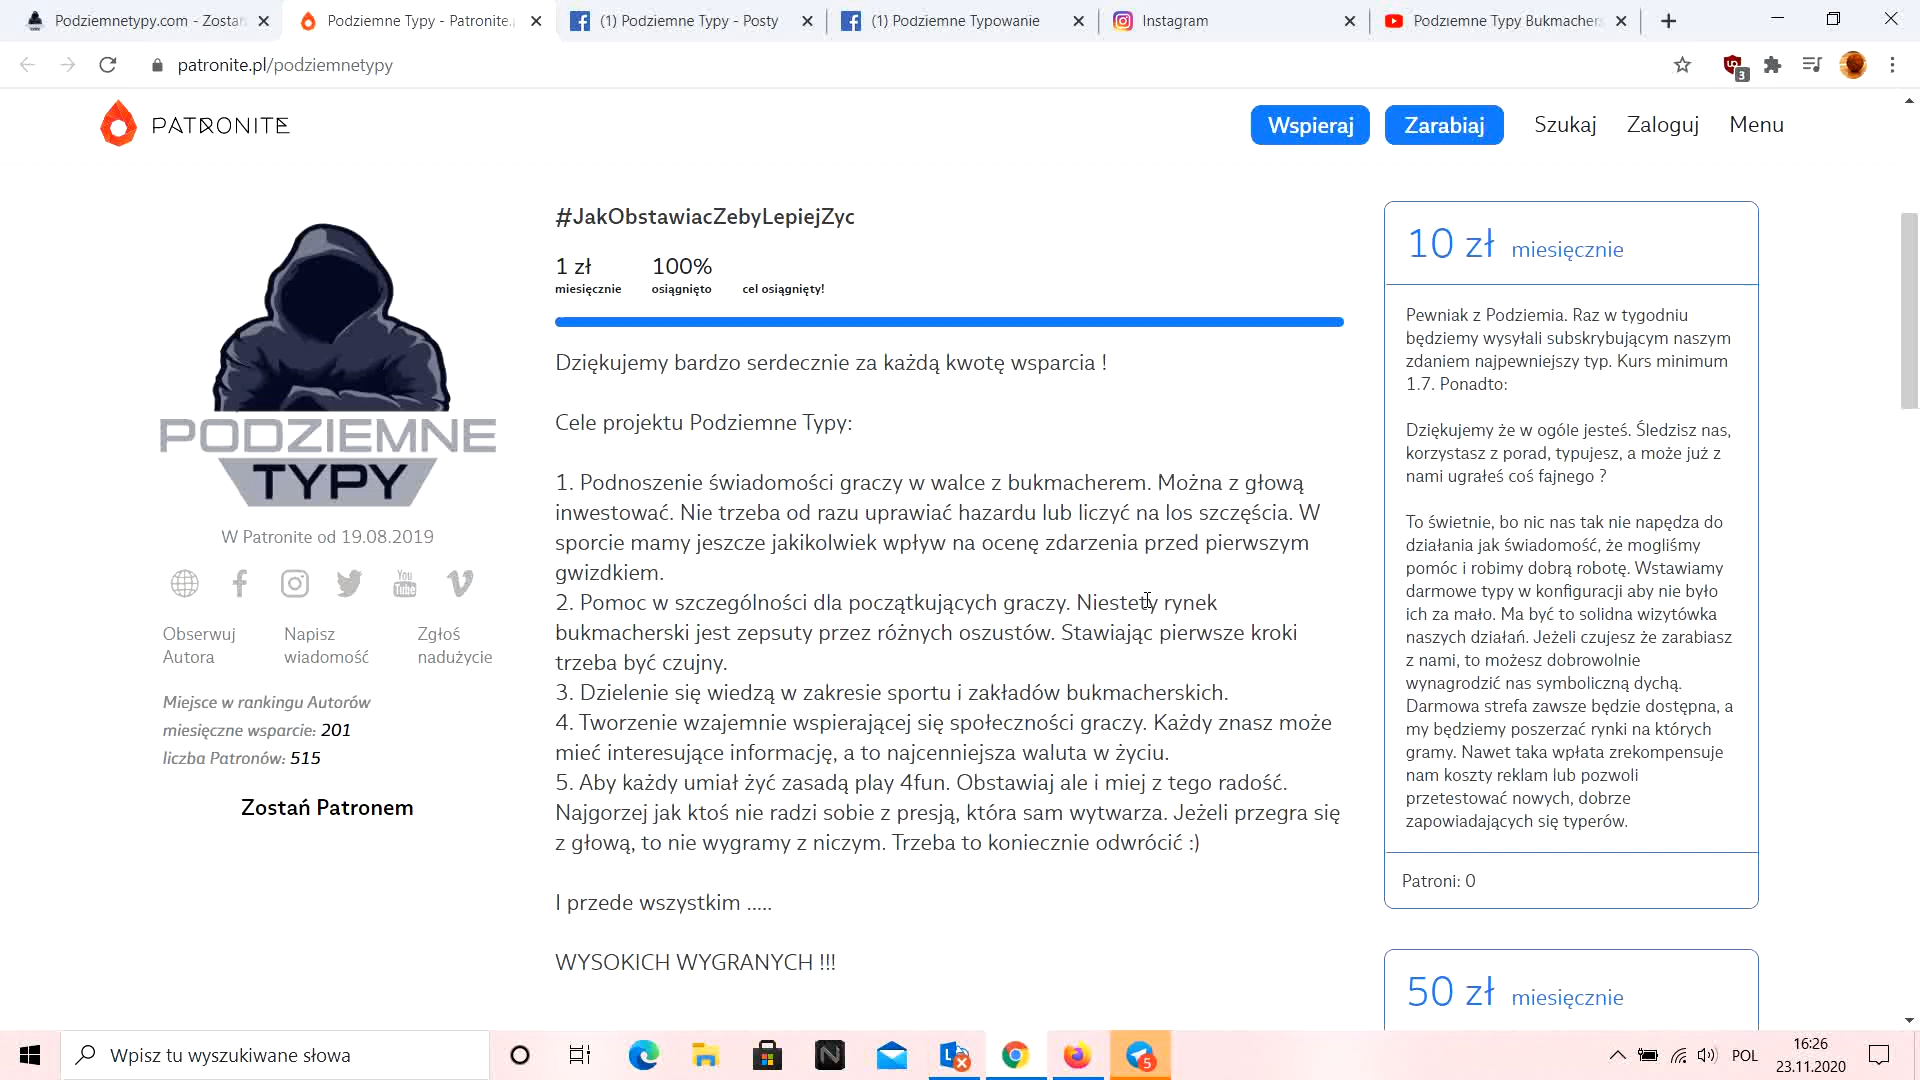 Podziemnetypy.com - Zostań
Podziemne Typy - Patronite.
(1) Podziemne Typy - Posty
(1) Podziemne Typowanie
Instagram
Podziemne Typy Bukmacher
patronite.pl/podziemnetypy
3
PATRONITE
Wspieraj
Zarabiaj
Szukaj
Zaloguj
Menu
PODZIEMNE
TYPY
W Patronite od 19.08.2019
You
Tube
Obserwuj
Autora
Napisz
wiadomość
Zgłoś
nadużycie
Miejsce w rankingu Autorów
miesięczne wsparcie: 201
liczba Patronów: 515
Zostań Patronem
#JakObstawiacZebyLepiejZyc
1 zł
miesięcznie
100%
osiągnięto
cel osiągnięty!
Dziękujemy bardzo serdecznie za każdą kwotę wsparcia !
Cele projektu Podziemne Typy:
1. Podnoszenie świadomości graczy w walce z bukmacherem. Można z głową
inwestować. Nie trzeba od razu uprawiać hazardu lub liczyć na los szczęścia. W
sporcie mamy jeszcze jakikolwiek wpływ na ocenę zdarzenia przed pierwszym
gwizdkiem.
2. Pomoc w szczególności dla początkujących graczy. Niestety rynek
bukmacherski jest zepsuty przez różnych oszustów. Stawiając pierwsze kroki
trzeba być czujny.
3. Dzielenie się wiedzą w zakresie sportu i zakładów bukmacherskich.
4. Tworzenie wzajemnie wspierającej się społeczności graczy. Każdy znasz może
mieć interesujące informację, a to najcenniejsza waluta w życiu.
5. Aby każdy umiał żyć zasadą play 4fun. Obstawiaj ale i miej z tego radość.
Najgorzej jak ktoś nie radzi sobie z presją, która sam wytwarza. Jeżeli przegra się
z głową, to nie wygramy z niczym. Trzeba to koniecznie odwrócić :)
I przede wszystkim .....
WYSOKICH WYGRANYCH !!!
10 zł miesięcznie
Pewniak z Podziemia. Raz w tygodniu
będziemy wysyłali subskrybującym naszym
zdaniem najpewniejszy typ. Kurs minimum
1.7. Ponadto:
Dziękujemy że w ogóle jesteś. Śledzisz nas,
korzystasz z porad, typujesz, a może już z
nami ugrałeś coś fajnego ?
To świetnie, bo nic nas tak nie napędza do
działania jak świadomość, że mogliśmy
pomóc i robimy dobrą robotę. Wstawiamy
darmowe typy w konfiguracji aby nie było
ich za mało. Ma być to solidna wizytówka
naszych działań. Jeżeli czujesz że zarabiasz
z nami, to możesz dobrowolnie
wynagrodzić nas symboliczną dychą.
Darmowa strefa zawsze będzie dostępna, a
my będziemy poszerzać rynki na których
gramy. Nawet taka wpłata zrekompensuje
nam koszty reklam lub pozwoli
przetestować nowych, dobrze
zapowiadających się typerów.
Patroni: 0
50 zł miesięcznie
Wpisz tu wyszukiwane słowa
N
5
POL
16:26
23.11.2020